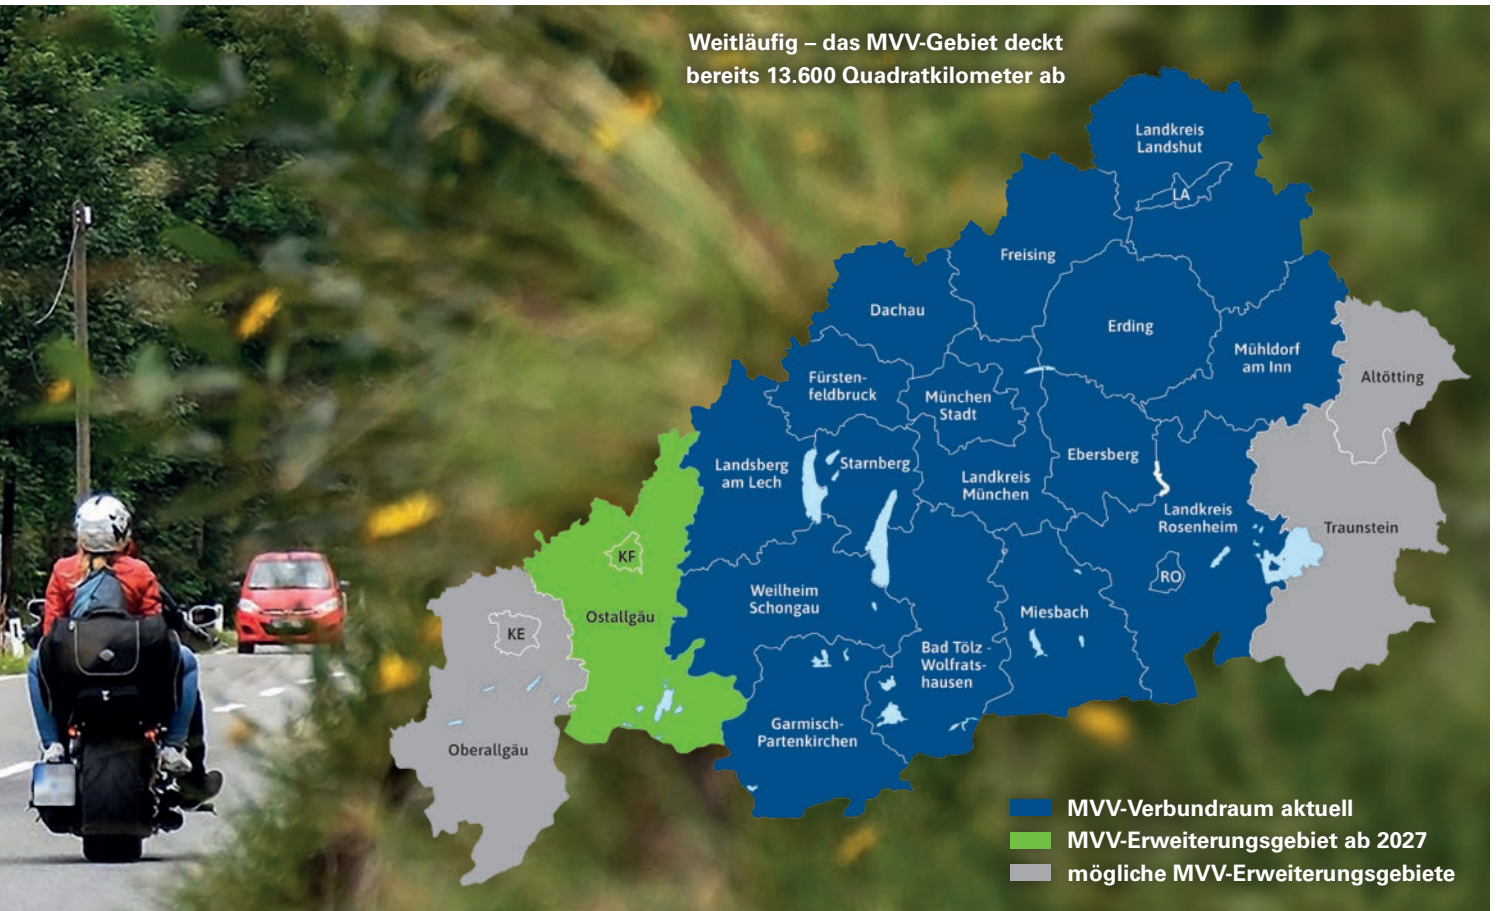 Weitläufig – das MVV-Gebiet deckt
bereits 13.600 Quadratkilometer ab
Landkreis
Landshut
LA
Freising
Dachau
Erding
Mühldorf
am Inn
Altötting
Fürsten-
feldbruck
München
Stadt
Landsberg
am Lech
Starnberg
Ebersberg
Landkreis
München
Landkreis
Rosenheim
Traunstein
KF
RO
Weilheim
Schongau
Ostallgäu
Miesbach
KE
Bad Tölz -
Wolfrats-
hausen
Garmisch-
Partenkirchen
Oberallgäu
MVV-Verbundraum aktuell
MVV-Erweiterungsgebiet ab 2027
mögliche MVV-Erweiterungsgebiete